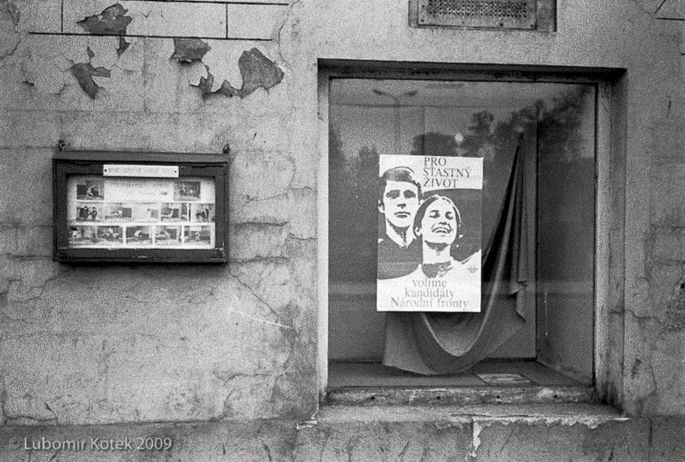 PRO
ŠŤASTNÝ
ŽIVOT
volíme
kandidáty
Národní fronty
© Lubomír Kotek 2009